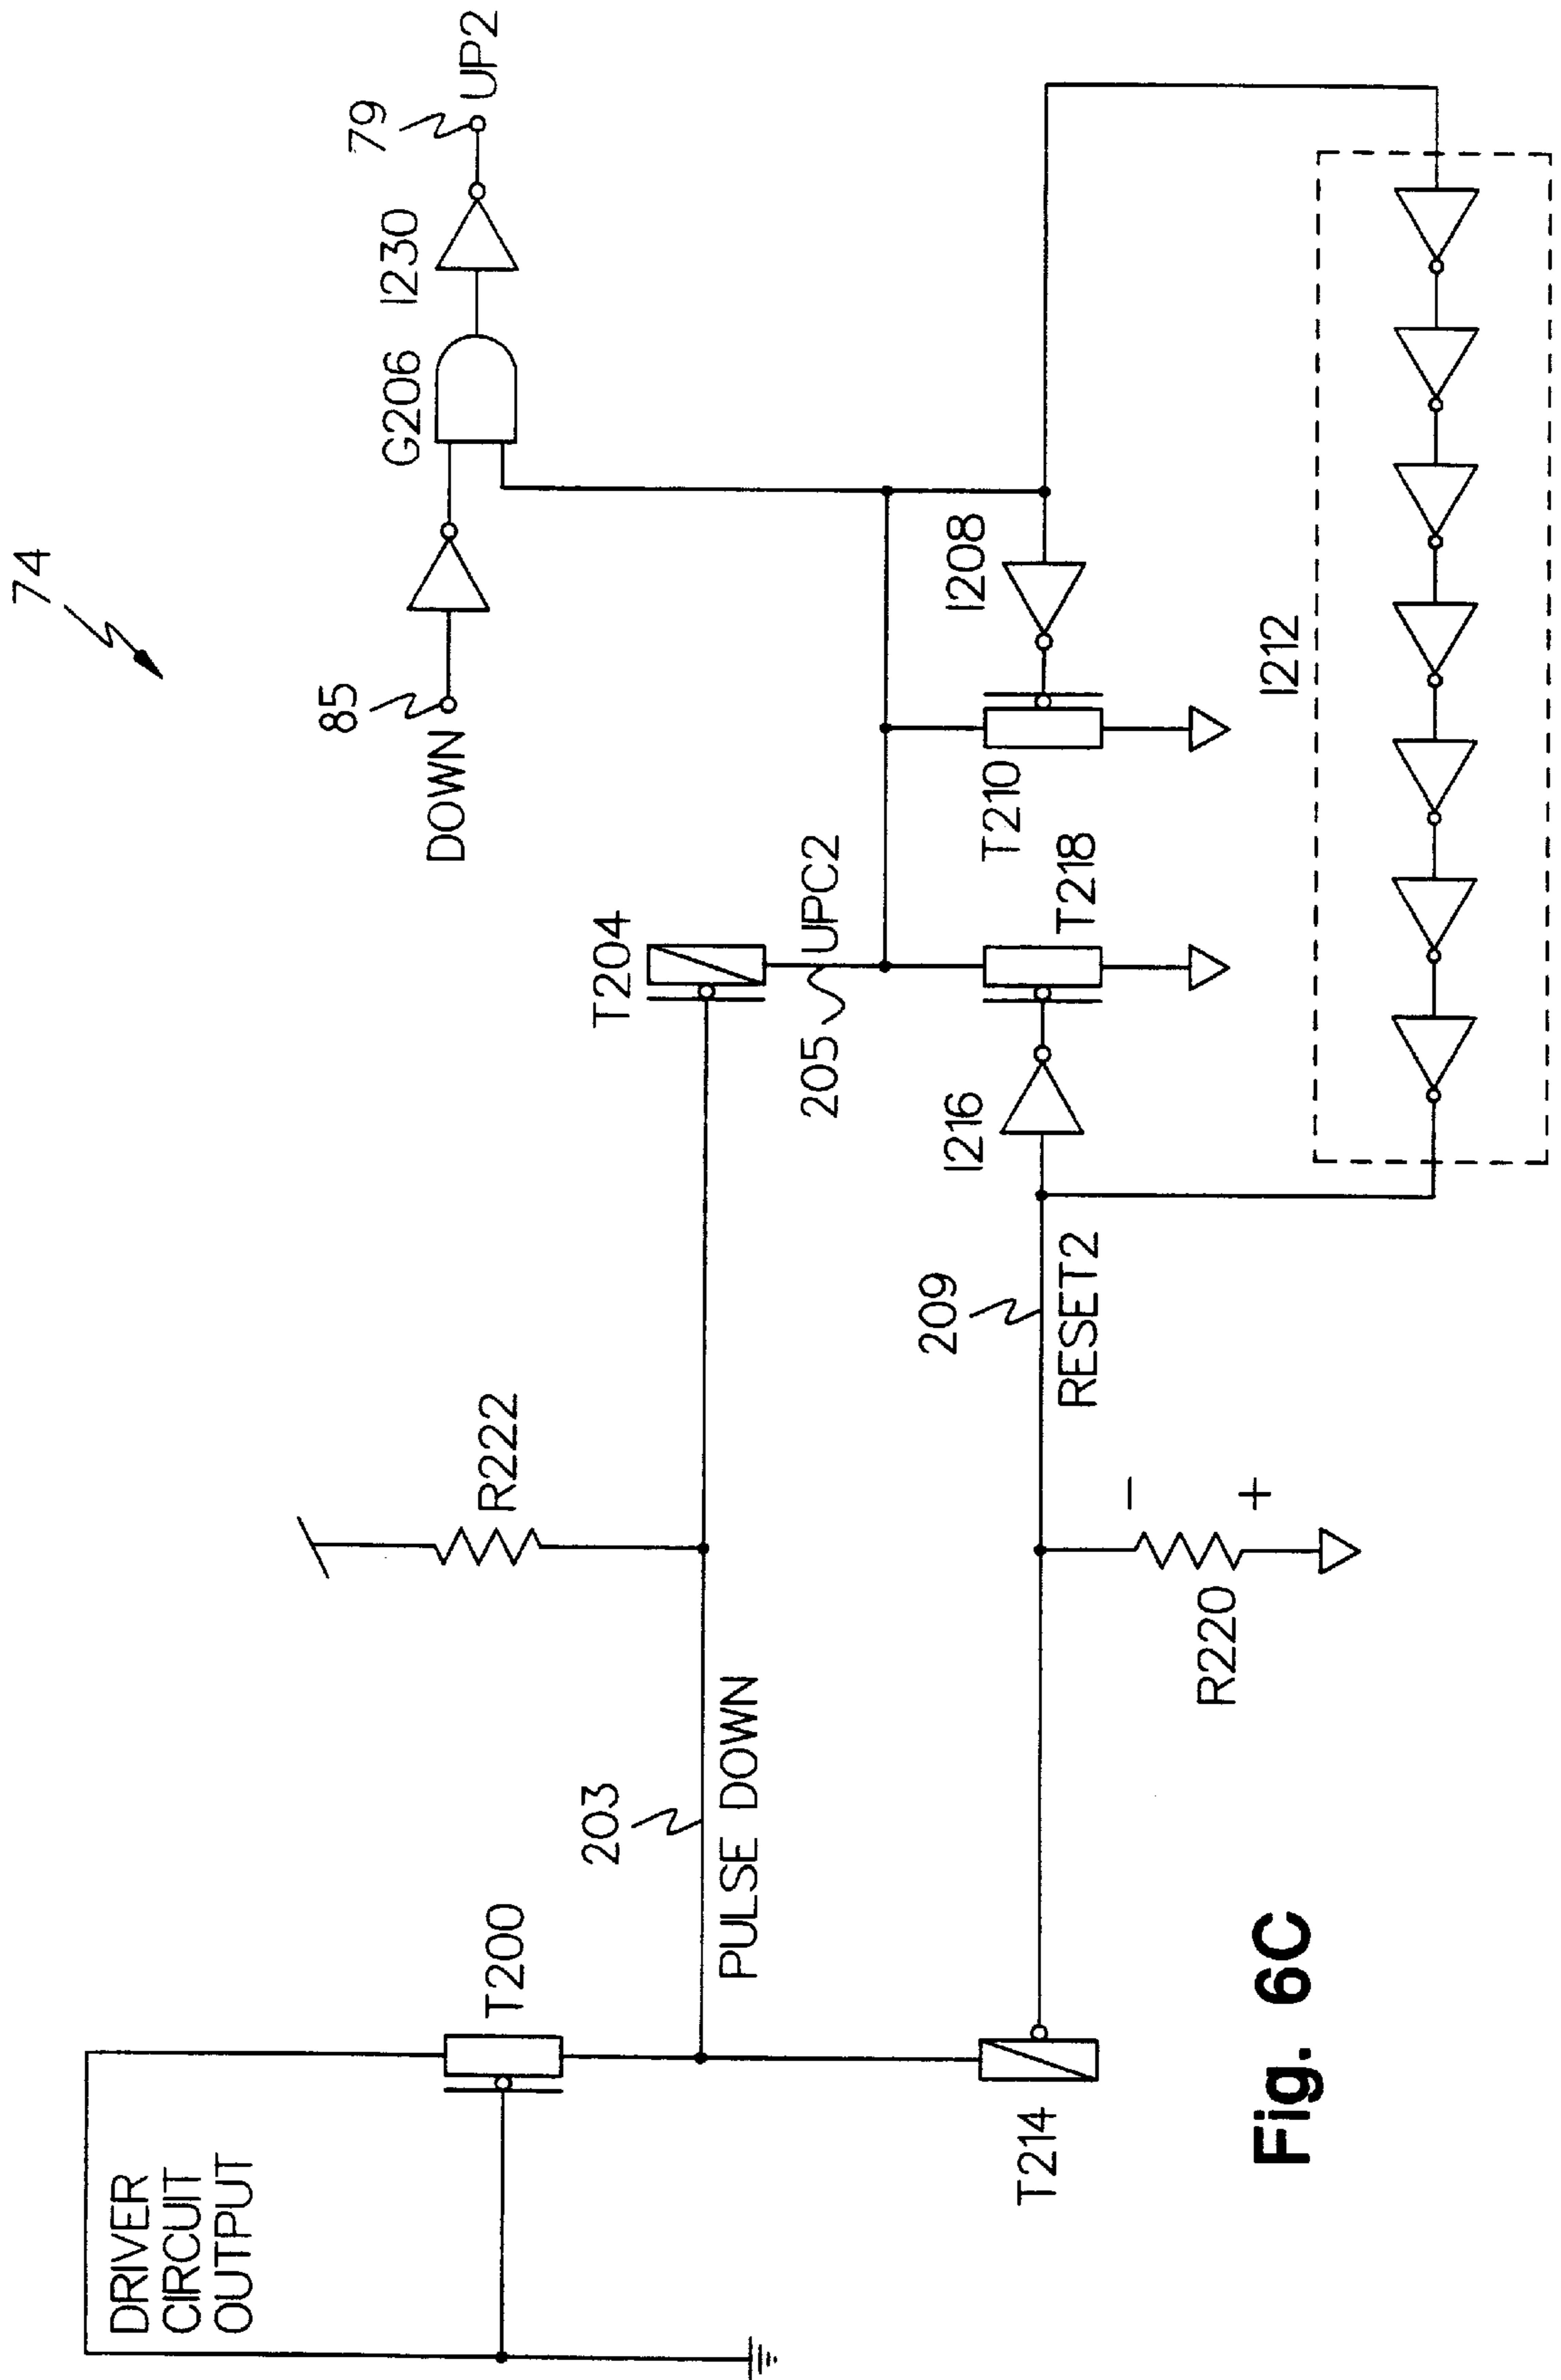 74
DRIVER
CIRCUIT
OUTPUT
T200
203
PULSE DOWN
R222
T204
205
UPC2
85
DOWN
G206
I230
79
UP2
T214
209
RESET2
R220
-
+
I216
T218
T210
I208
I212
Fig. 6C